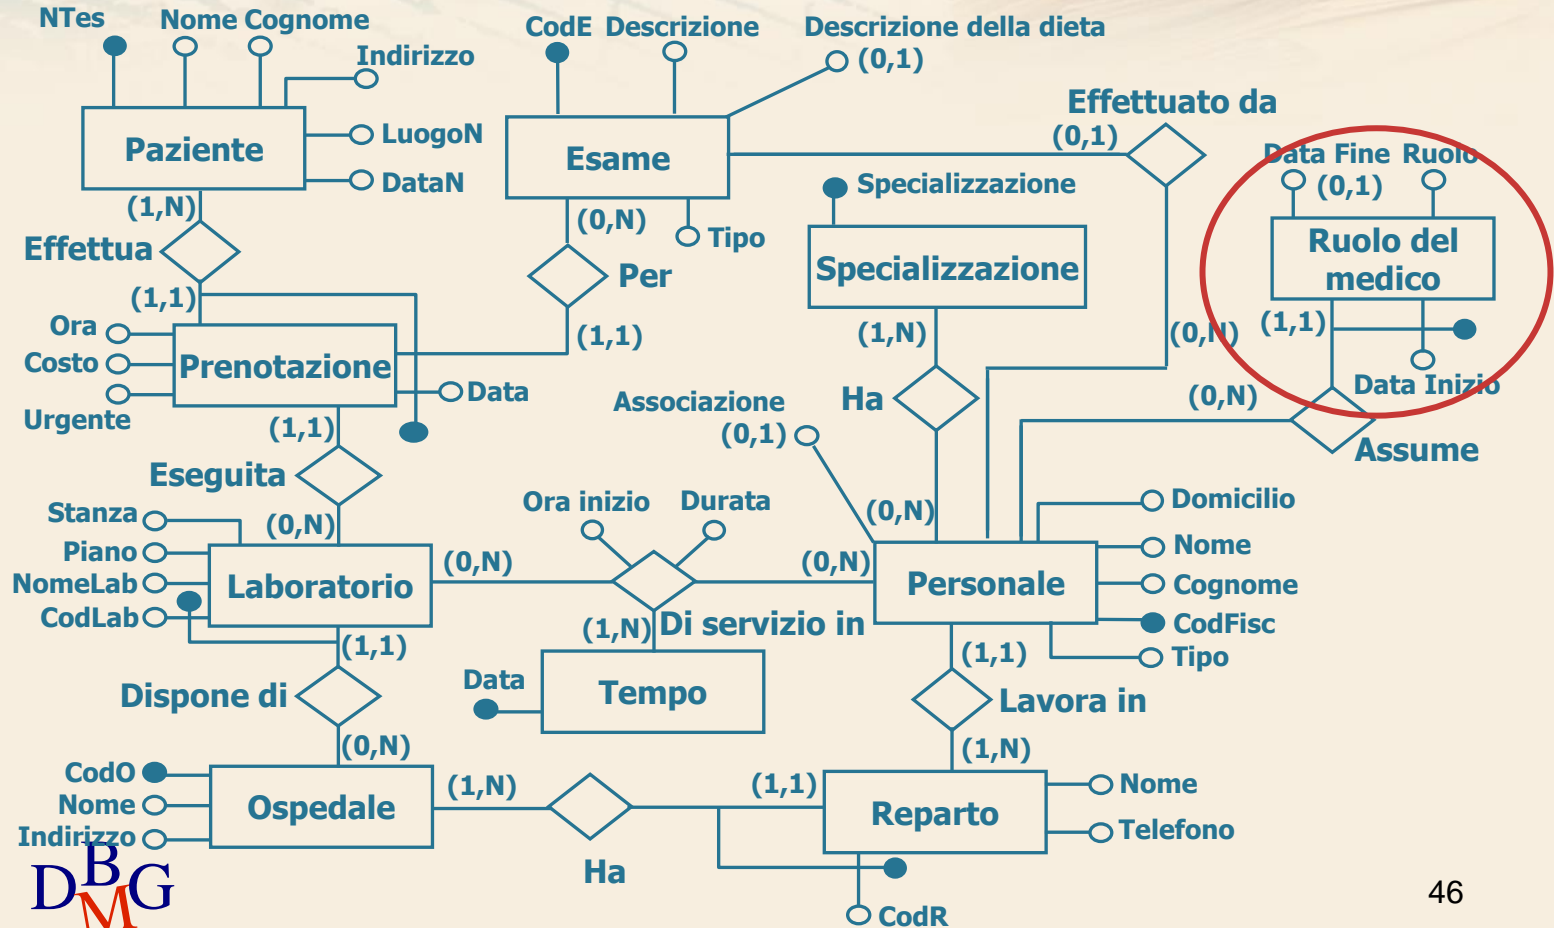 NTes
Nome Cognome
CodE Descrizione
Descrizione della dieta
(0,1)
Indirizzo
Effettuato da
(0,1)
Paziente
LuogoN
DataN
Esame
Data Fine Ruolo
(0,1)
Specializzazione
(1,N)
(0,N)
Tipo
Effettua
Per
Specializzazione
Ruolo del
medico
(1,1)
(1,1)
(1,N)
(0,N)
(1,1)
Ora
Costo
Urgente
Prenotazione
Data
Ha
Data Inizio
(0,N)
Associazione
(0,1)
(1,1)
Assume
Eseguita
Stanza
Piano
NomeLab
CodLab
(0,N)
Ora inizio
Durata
(0,N)
Domicilio
Nome
Cognome
CodFisc
Tipo
Laboratorio
(0,N)
(0,N)
Personale
(1,N)
Di servizio in
(1,1)
(1,1)
Dispone di
Data
Tempo
Lavora in
(0,N)
(1,N)
CodO
Nome
Indirizzo
Ospedale
(1,N)
(1,1)
Reparto
Nome
Telefono
Ha
CodR
DBMG
46